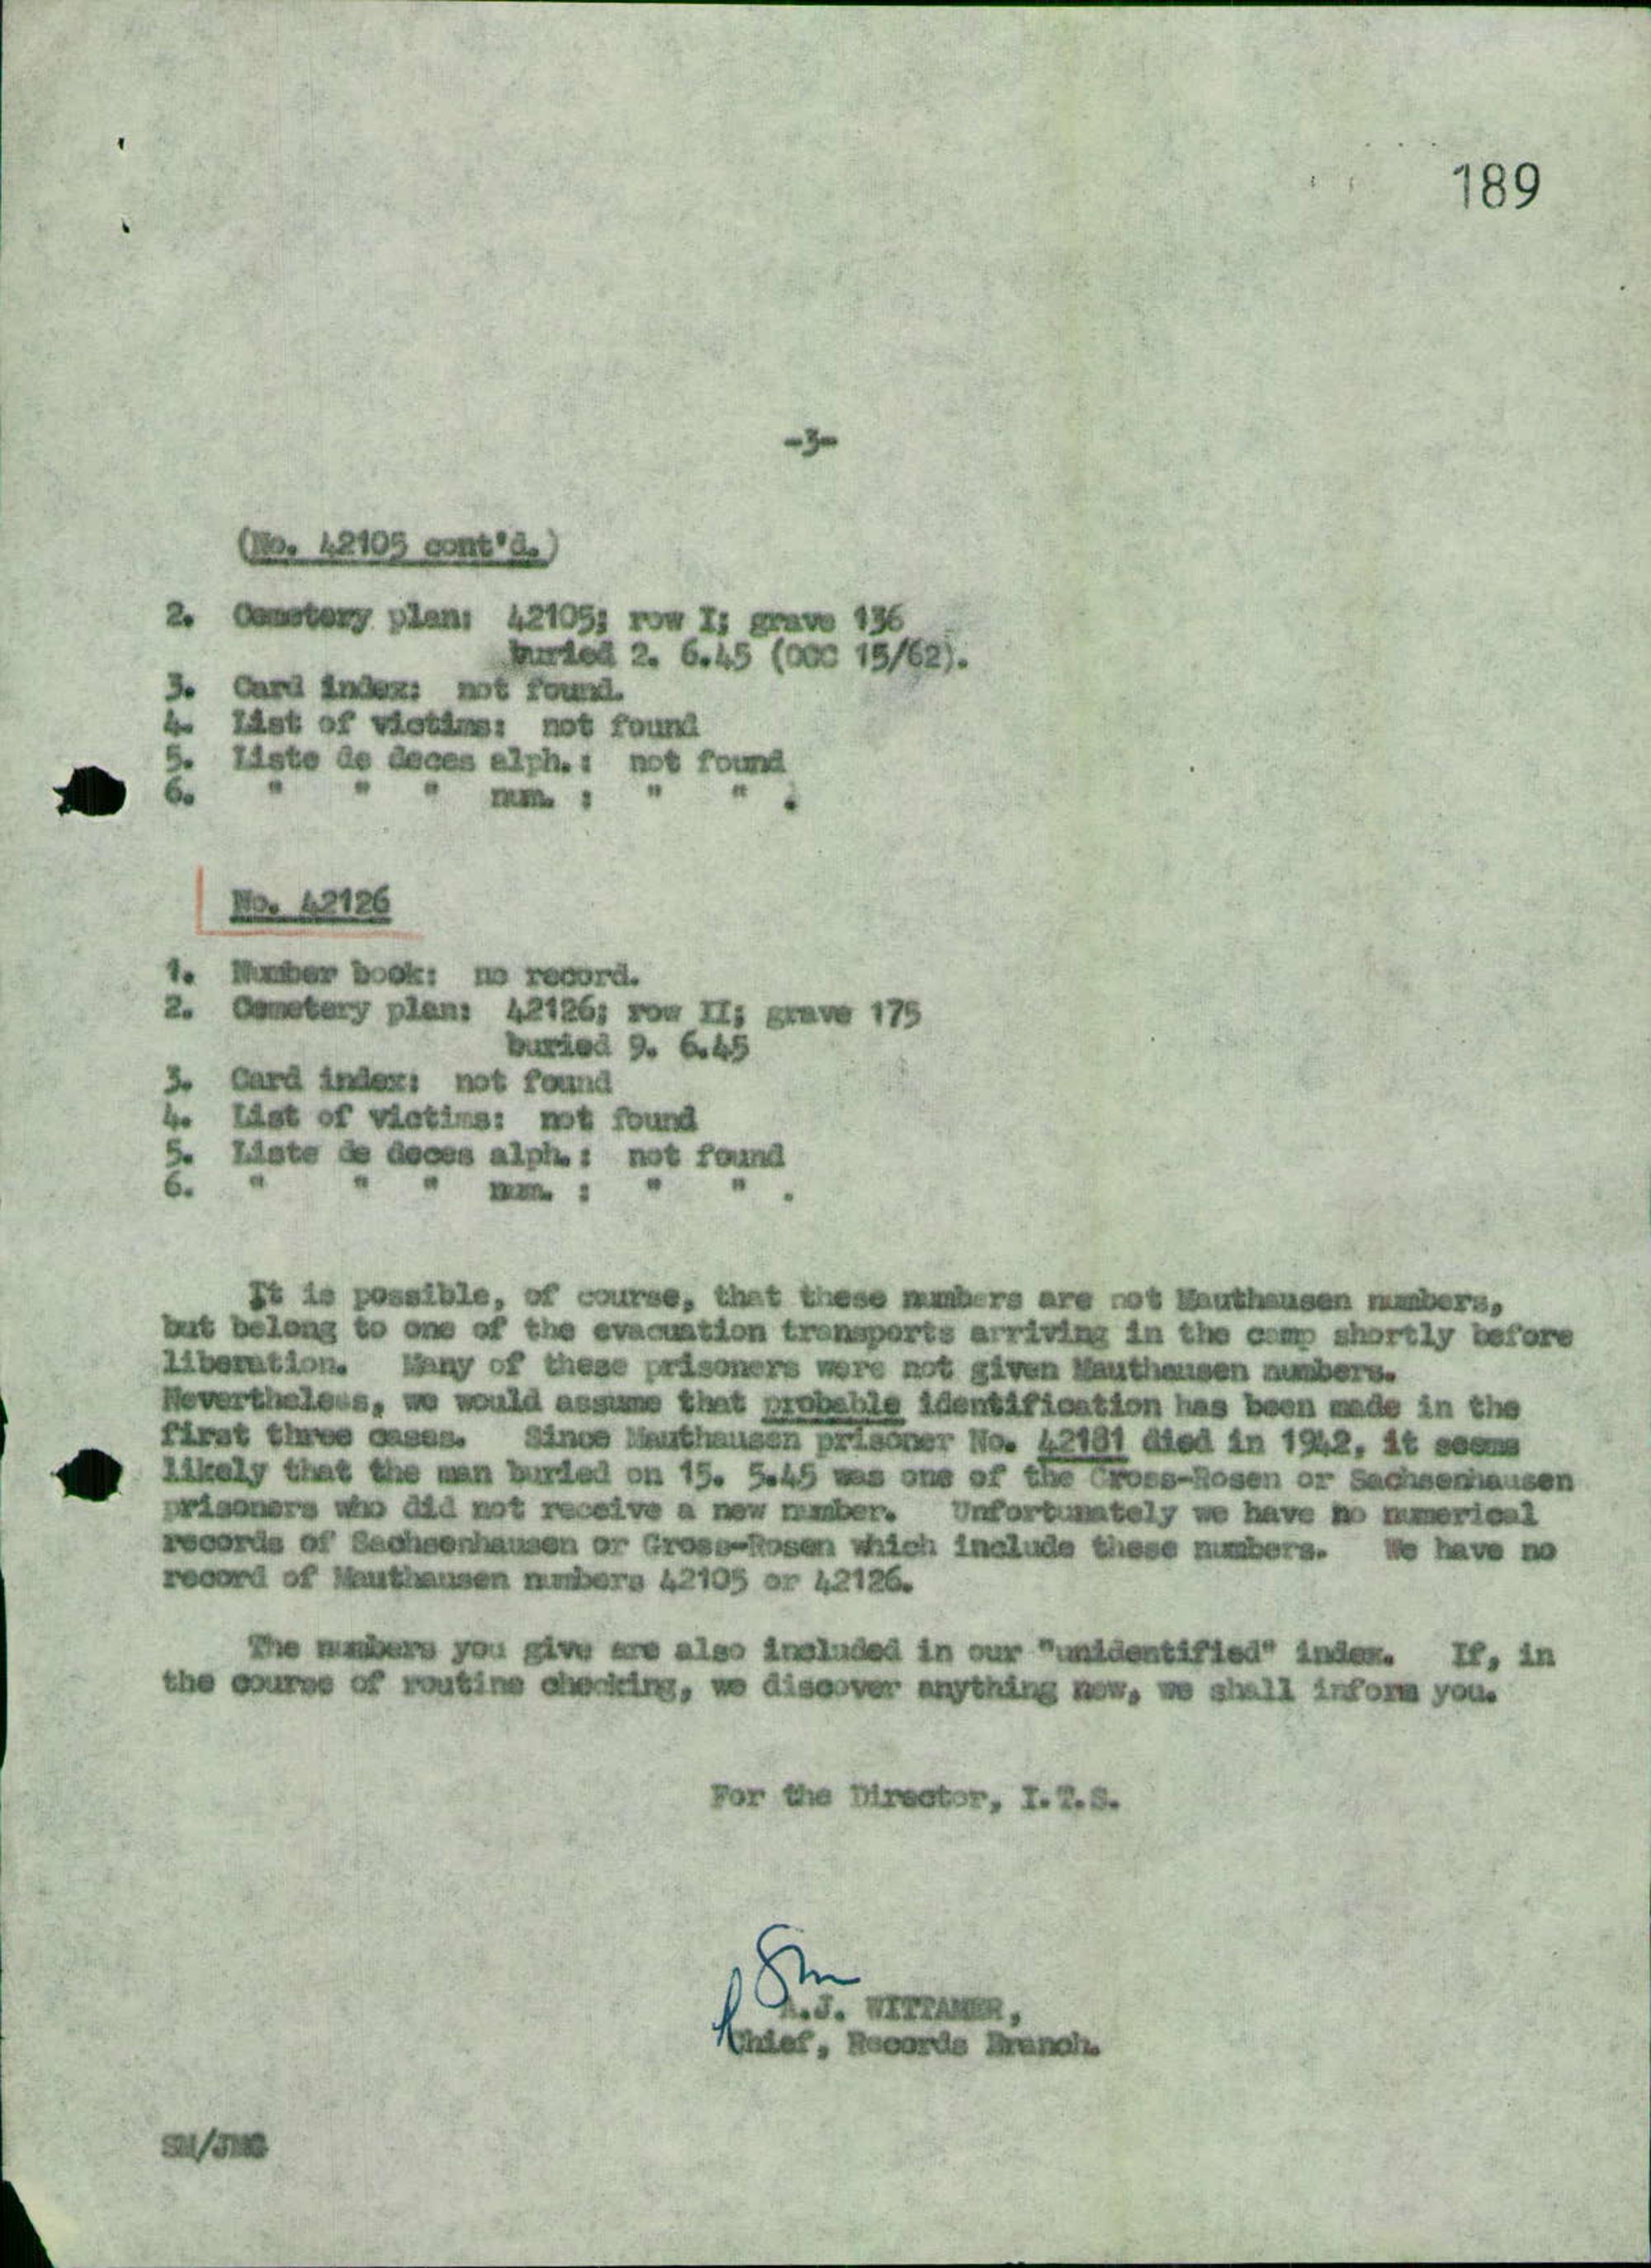 189
-3-
(No. 42105 cont'd.)
2. Cemetery plan: 42105; row I; grave 136
buried 2. 6.45 (OCC 15/62).
3. Card index: not found.
4. List of victims: not found
5. Liste de deces alph.: not found
6. " " " num. : " " .
No. 42126
1. Number book: no record.
2. Cemetery plan: 42126; row II; grave 175
buried 9. 6.45
3. Card index: not found
4. List of victims: not found
5. Liste de deces alph.: not found
6. " " " num. : " " .
It is possible, of course, that these numbers are not Mauthausen numbers,
but belong to one of the evacuation transports arriving in the camp shortly before
liberation. Many of these prisoners were not given Mauthausen numbers.
Nevertheless, we would assume that probable identification has been made in the
first three cases. Since Mauthausen prisoner No. 42181 died in 1942, it seems
likely that the man buried on 15. 5.45 was one of the Gross-Rosen or Sachsenhausen
prisoners who did not receive a new number. Unfortunately we have no numerical
records of Sachsenhausen or Gross-Rosen which include these numbers. We have no
record of Mauthausen numbers 42105 or 42126.
The numbers you give are also included in our "unidentified" index. If, in
the course of routine checking, we discover anything new, we shall inform you.
For the Director, I.T.S.
Sm
A.J. WITTAMER,
Chief, Records Branch.
SM/JMG